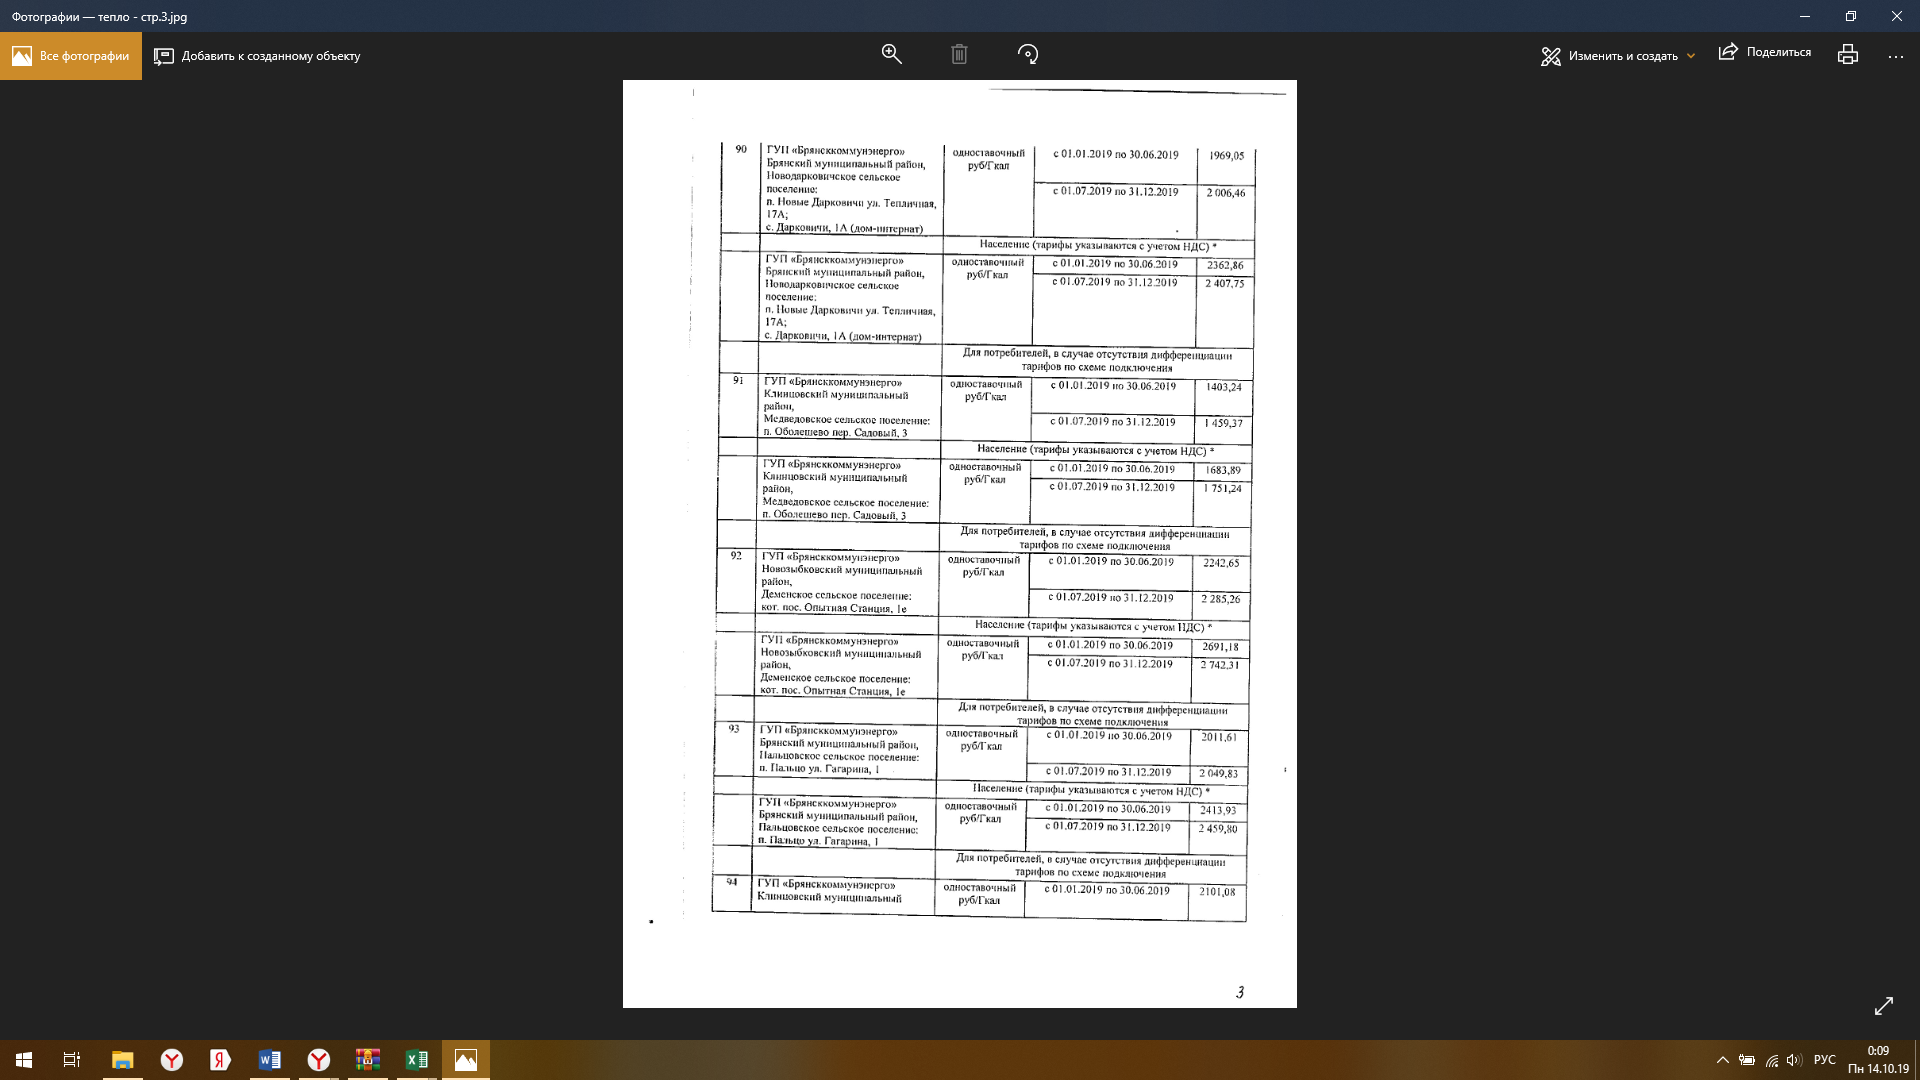 Фотографии — тепло - стр.3.jpg
Все фотографии
Добавить к созданному объекту
Изменить и создать
Поделиться
90 ГУП «Брянсккоммунэнерго» одноставочный с 01.01.2019 по 30.06.2019 1969,05
Брянский муниципальный район, руб/Гкал
Новодарковичское сельское
поселение: с 01.07.2019 по 31.12.2019 2 006,46
п. Новые Дарковичи ул. Тепличная,
17А;
с. Дарковичи, 1А (дом-интернат)
Население (тарифы указываются с учетом НДС) *
ГУП «Брянсккоммунэнерго» одноставочный с 01.01.2019 по 30.06.2019 2362,86
Брянский муниципальный район, руб/Гкал с 01.07.2019 по 31.12.2019 2 407,75
Новодарковичское сельское
поселение:
п. Новые Дарковичи ул. Тепличная,
17А;
с. Дарковичи, 1А (дом-интернат)
Для потребителей, в случае отсутствия дифференциации
тарифов по схеме подключения
91 ГУП «Брянсккоммунэнерго» одноставочный с 01.01.2019 по 30.06.2019 1403,24
Клинцовский муниципальный руб/Гкал
район,
Медведовское сельское поселение: с 01.07.2019 по 31.12.2019 1 459,37
п. Оболешево пер. Садовый, 3
Население (тарифы указываются с учетом НДС) *
ГУП «Брянсккоммунэнерго» одноставочный с 01.01.2019 по 30.06.2019 1683,89
Клинцовский муниципальный руб/Гкал с 01.07.2019 по 31.12.2019 1 751,24
район,
Медведовское сельское поселение:
п. Оболешево пер. Садовый, 3
Для потребителей, в случае отсутствия дифференциации
тарифов по схеме подключения
92 ГУП «Брянсккоммунэнерго» одноставочный с 01.01.2019 по 30.06.2019 2242,65
Новозыбковский муниципальный руб/Гкал
район,
Деменское сельское поселение: с 01.07.2019 по 31.12.2019 2 285,26
кот. пос. Опытная Станция, 1е
Население (тарифы указываются с учетом НДС) *
ГУП «Брянсккоммунэнерго» одноставочный с 01.01.2019 по 30.06.2019 2691,18
Новозыбковский муниципальный руб/Гкал с 01.07.2019 по 31.12.2019 2 742,31
район,
Деменское сельское поселение:
кот. пос. Опытная Станция, 1е
Для потребителей, в случае отсутствия дифференциации
тарифов по схеме подключения
93 ГУП «Брянсккоммунэнерго» одноставочный с 01.01.2019 по 30.06.2019 2011,61
Брянский муниципальный район, руб/Гкал
Пальцовское сельское поселение:
п. Пальцо ул. Гагарина, 1 с 01.07.2019 по 31.12.2019 2 049,83
Население (тарифы указываются с учетом НДС) *
ГУП «Брянсккоммунэнерго» одноставочный с 01.01.2019 по 30.06.2019 2413,93
Брянский муниципальный район, руб/Гкал с 01.07.2019 по 31.12.2019 2 459,80
Пальцовское сельское поселение:
п. Пальцо ул. Гагарина, 1
Для потребителей, в случае отсутствия дифференциации
тарифов по схеме подключения
94 ГУП «Брянсккоммунэнерго» одноставочный с 01.01.2019 по 30.06.2019 2101,08
Клинцовский муниципальный руб/Гкал
3
РУС
0:09
Пн 14.10.19